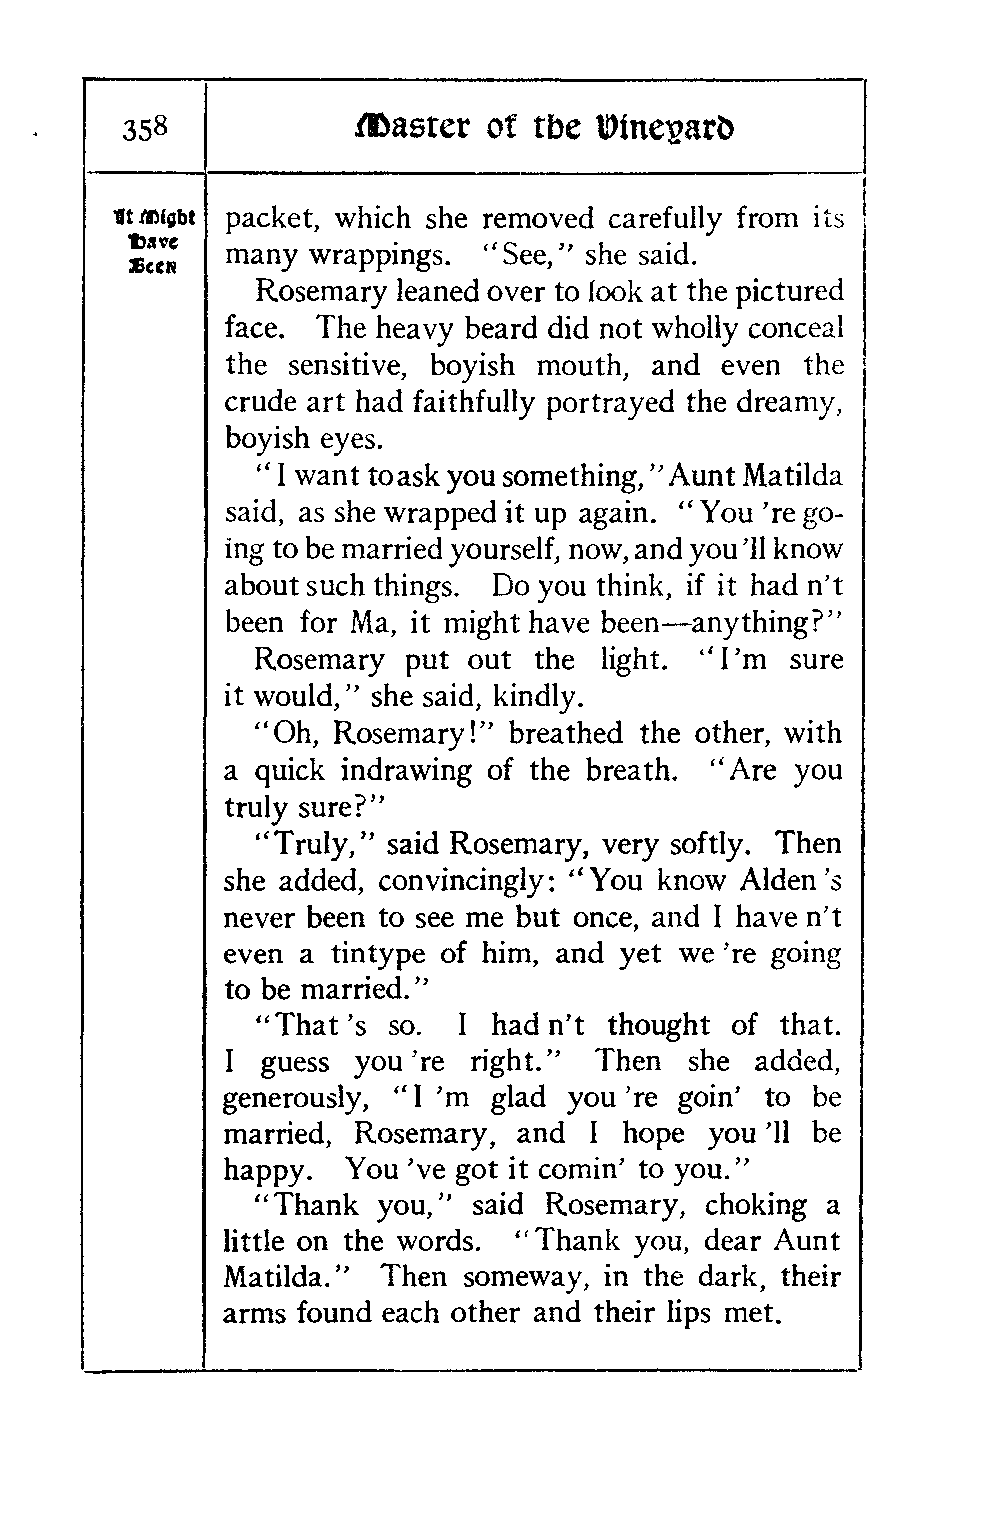 358
Master of the Vineyard
It Might
Have
Been
packet, which she removed carefully from its
many wrappings. "See," she said.
Rosemary leaned over to look at the pictured
face. The heavy beard did not wholly conceal
the sensitive, boyish mouth, and even the
crude art had faithfully portrayed the dreamy,
boyish eyes.
"I want to ask you something," Aunt Matilda
said, as she wrapped it up again. "You 're go-
ing to be married yourself, now, and you 'll know
about such things. Do you think, if it had n't
been for Ma, it might have been—anything?"
Rosemary put out the light. "I 'm sure
it would," she said, kindly.
"Oh, Rosemary!" breathed the other, with
a quick indrawing of the breath. "Are you
truly sure?"
"Truly," said Rosemary, very softly. Then
she added, convincingly: "You know Alden 's
never been to see me but once, and I have n't
even a tintype of him, and yet we 're going
to be married."
"That 's so. I had n't thought of that.
I guess you 're right." Then she added,
generously, "I 'm glad you 're goin' to be
married, Rosemary, and I hope you 'll be
happy. You 've got it comin' to you."
"Thank you," said Rosemary, choking a
little on the words. "Thank you, dear Aunt
Matilda." Then someway, in the dark, their
arms found each other and their lips met.